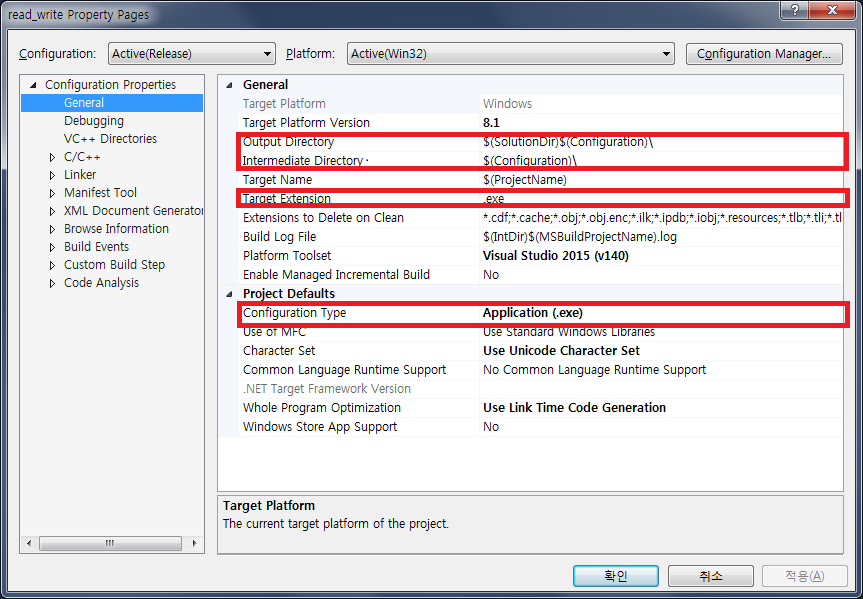 read_write Property Pages
?
Configuration: Active(Release) Platform: Active(Win32) Configuration Manager...
Configuration Properties
General
Debugging
VC++ Directories
C/C++
Linker
Manifest Tool
XML Document Generator
Browse Information
Build Events
Custom Build Step
Code Analysis
General
Target Platform Windows
Target Platform Version 8.1
Output Directory $(SolutionDir)$(Configuration)\
Intermediate Directory $(Configuration)\
Target Name $(ProjectName)
Target Extension .exe
Extensions to Delete on Clean *.cdf;*.cache;*.obj;*.obj.enc;*.ilk;*.ipdb;*.iobj;*.resources;*.tlb;*.tli;*.tl
Build Log File $(IntDir)$(MSBuildProjectName).log
Platform Toolset Visual Studio 2015 (v140)
Enable Managed Incremental Build No
Project Defaults
Configuration Type Application (.exe)
Use of MFC Use Standard Windows Libraries
Character Set Use Unicode Character Set
Common Language Runtime Support No Common Language Runtime Support
.NET Target Framework Version
Whole Program Optimization Use Link Time Code Generation
Windows Store App Support No
Target Platform
The current target platform of the project.
확인 취소 적용(A)